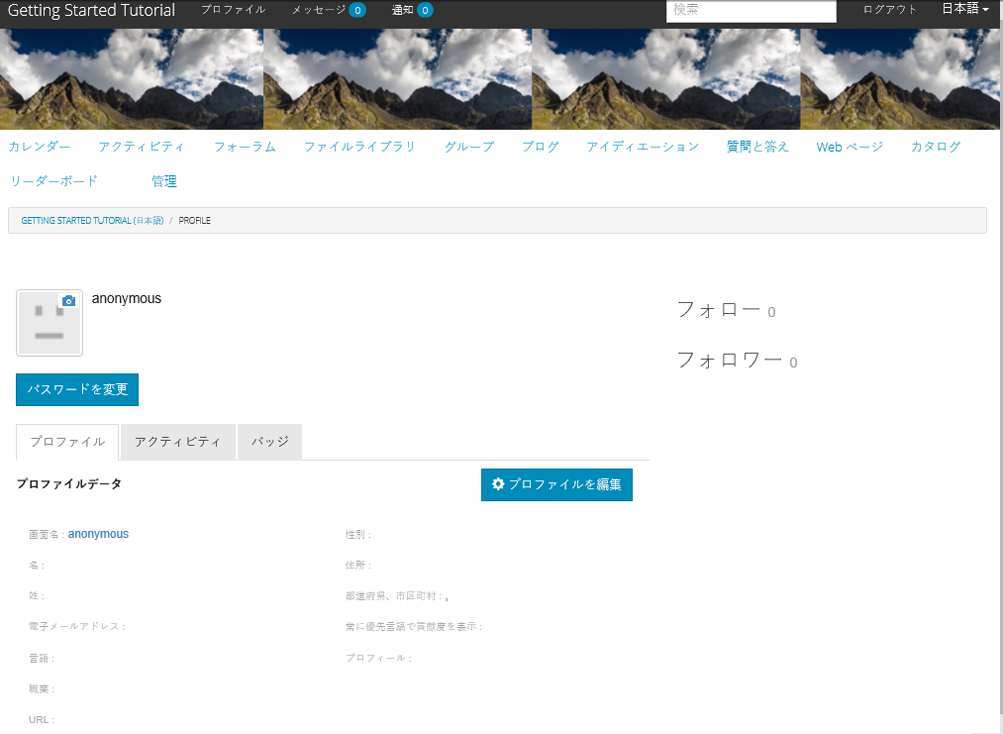 Getting Started Tutorial プロファイル メッセージ 0 通知 0 検索 ログアウト 日本語
カレンダー アクティビティ フォーラム ファイルライブラリ グループ ブログ アイディエーション 質問と答え Web ページ カタログ
リーダーボード 管理
GETTING STARTED TUTORIAL (日本語) / PROFILE
anonymous
フォロー 0
フォロワー 0
パスワードを変更
プロファイル アクティビティ バッジ
プロファイルデータ プロファイルを編集
画面名 : anonymous 性別 :
名 : 住所 :
姓 : 都道府県、市区町村 : ,
電子メールアドレス : 常に優先言語で貢献度を表示 :
言語 : プロフィール :
職業 :
URL :